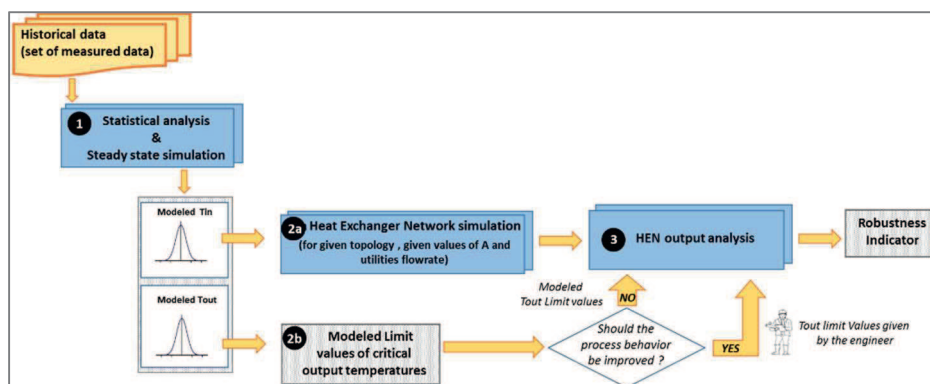 Historical data
(set of measured data)
1
Statistical analysis
&
Steady state simulation
Modeled Tin
2a
Heat Exchanger Network simulation
(for given topology , given values of A and
utilities flowrate)
3
HEN output analysis
Robustness
Indicator
Modeled
Tout Limit values
NO
Modeled Tout
2b
Modeled Limit
values of critical
output temperatures
Should the
process behavior
be improved ?
YES
Tout limit Values given
by the engineer